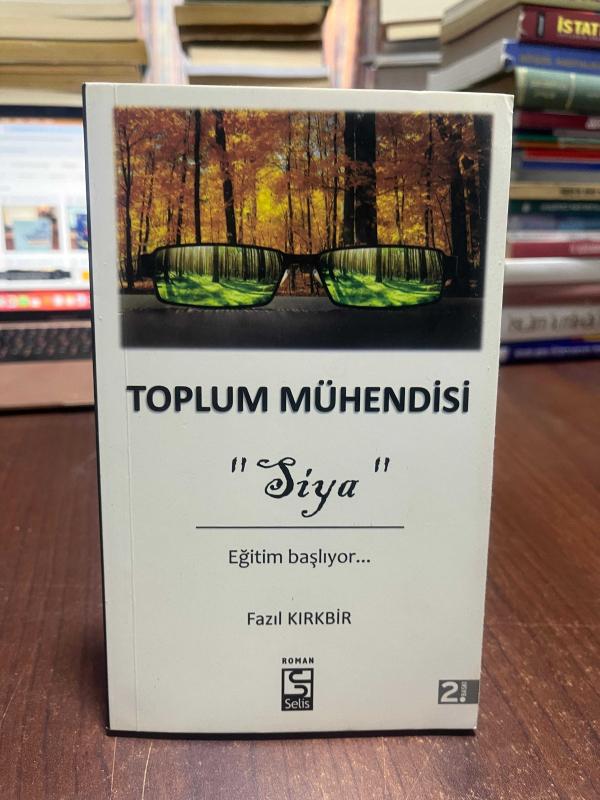 TOPLUM MÜHENDİSİ
"Siya"
Eğitim başlıyor...
Fazıl KIRKBİR
ROMAN
Selis
2.
İSTAT